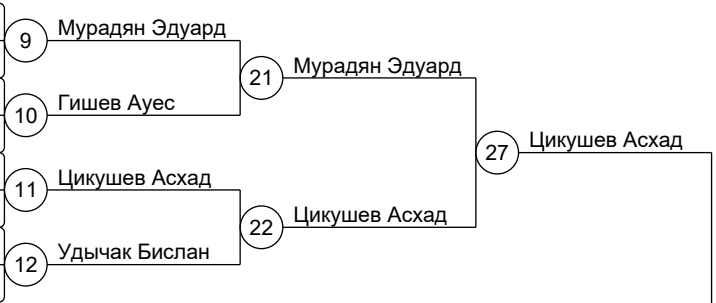 9 Мурадян Эдуард
21 Мурадян Эдуард
10 Гишев Ауес
27 Цикушев Асхад
11 Цикушев Асхад
22 Цикушев Асхад
12 Удычак Бислан